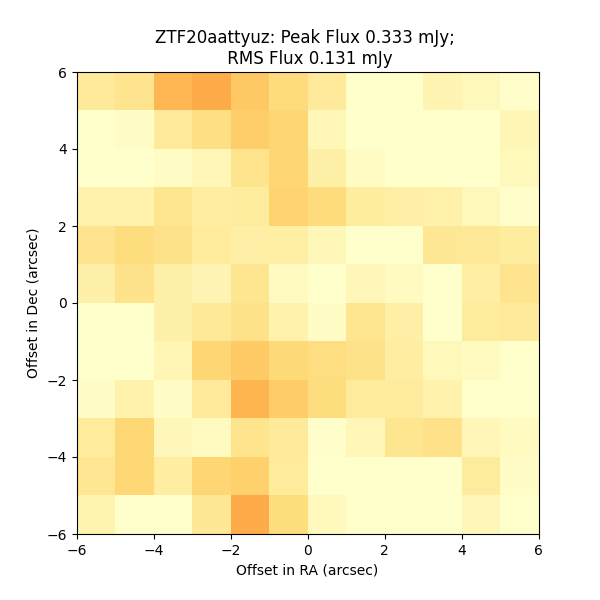 ZTF20aattyuz: Peak Flux 0.333 mJy;
RMS Flux 0.131 mJy
6
4
2
0
−2
−4
−6
Offset in Dec (arcsec)
−6 −4 −2 0 2 4 6
Offset in RA (arcsec)